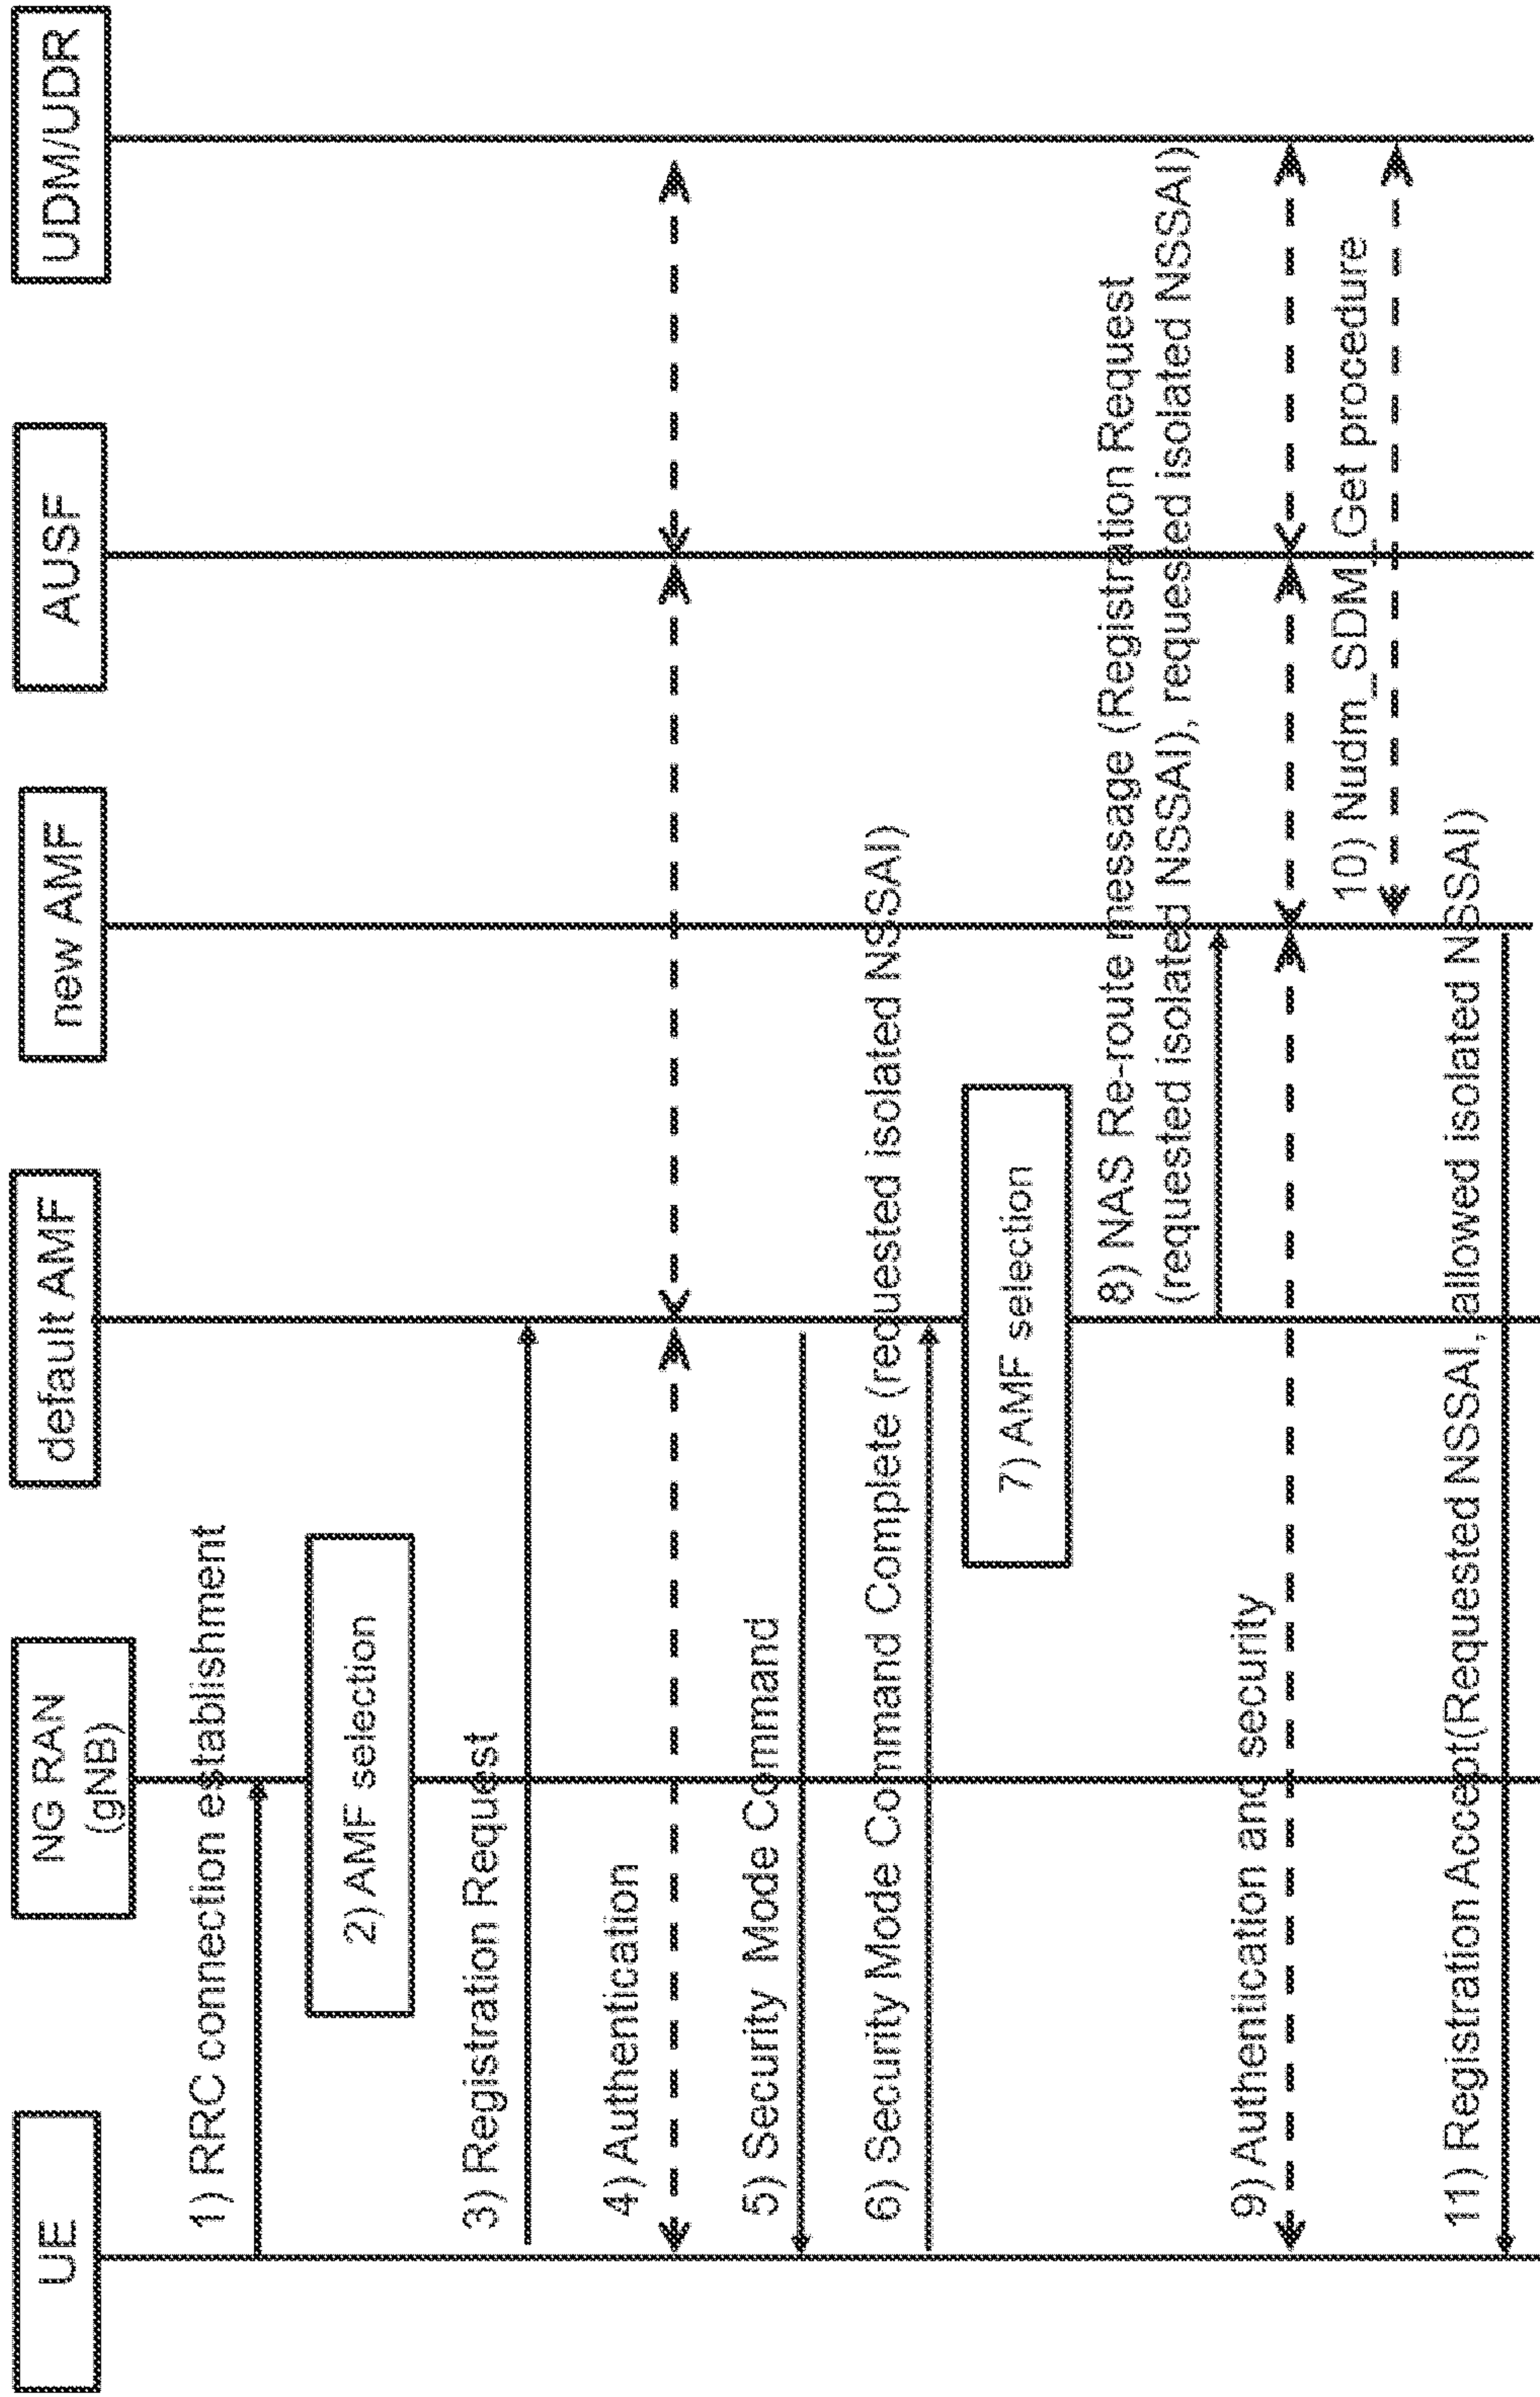 UE
NG RAN
(gNB)
default AMF
new AMF
AUSF
UDM/UDR
1) RRC connection establishment
2) AMF selection
3) Registration Request
4) Authentication
5) Security Mode Command
6) Security Mode Command Complete (requested isolated NSSAI)
7) AMF selection
8) NAS Re-route message (Registration Request
(requested isolated NSSAI), requested isolated NSSAI)
9) Authentication and security
10) Nudm_SDM_Get procedure
11) Registration Accept(Requested NSSAI, allowed isolated NSSAI)